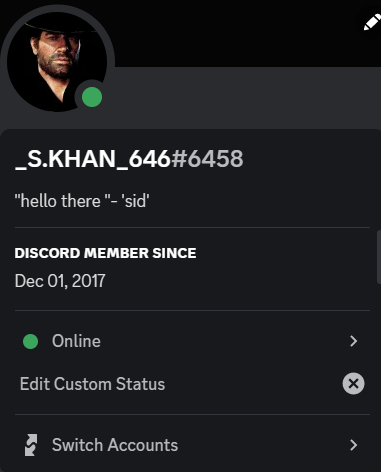 _S.KHAN_646#6458
"hello there "- 'sid'
DISCORD MEMBER SINCE
Dec 01, 2017
Online
Edit Custom Status
Switch Accounts